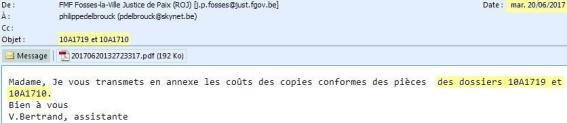 De : FMF Fosses-la-Ville Justice de Paix (ROJ) [j.p.fosses@just.fgov.be] Date : mar. 20/06/2017
À : philippedelbrouck (pdelbrouck@skynet.be)
Cc :
Objet : 10A1719 et 10A1710
Message 20170620132723317.pdf (192 Ko)
Madame, Je vous transmets en annexe les coûts des copies conformes des pièces des dossiers 10A1719 et
10A1710.
Bien à vous
V.Bertrand, assistante